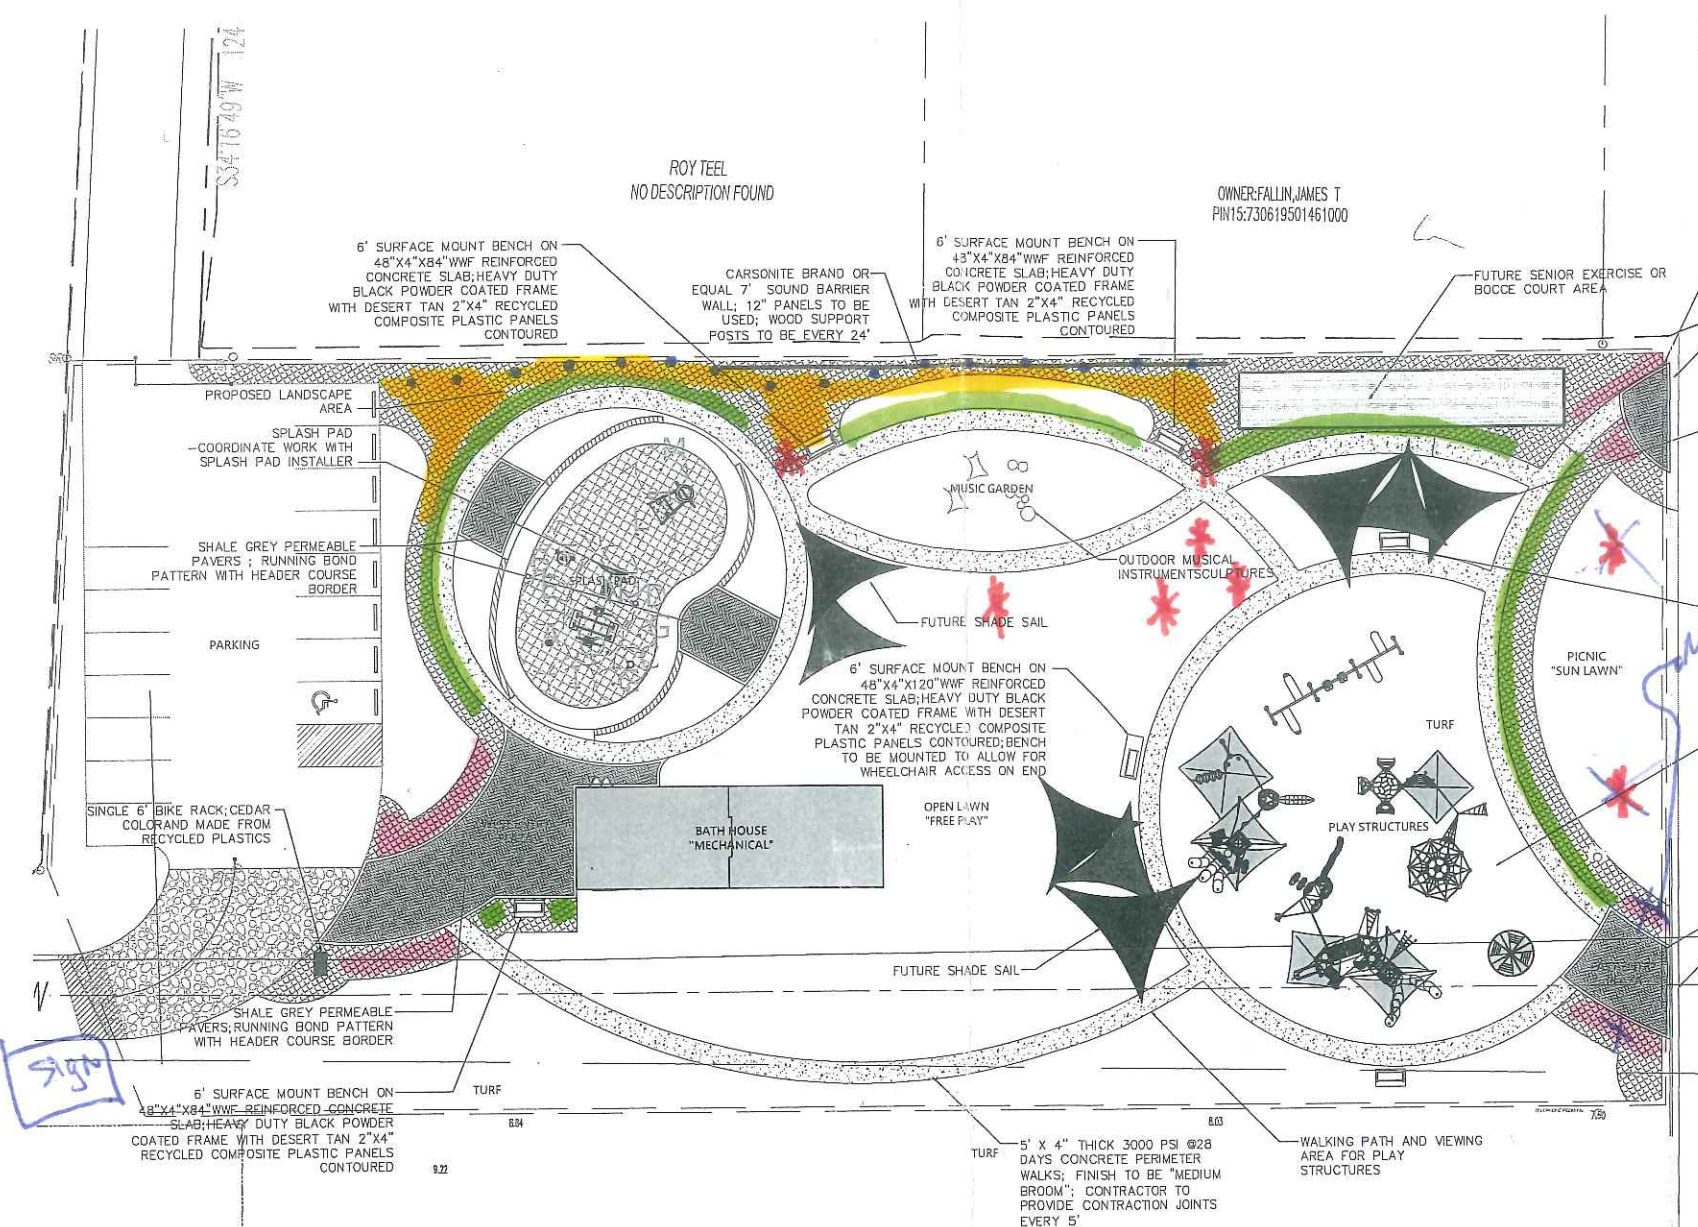 S34°16'49"W 124
ROY TEEL
NO DESCRIPTION FOUND
OWNER:FALLIN,JAMES T
PIN15:730619501461000
6' SURFACE MOUNT BENCH ON
48"X4"X84"WWF REINFORCED
CONCRETE SLAB;HEAVY DUTY
BLACK POWDER COATED FRAME
WITH DESERT TAN 2"X4" RECYCLED
COMPOSITE PLASTIC PANELS
CONTOURED
CARSONITE BRAND OR
EQUAL 7' SOUND BARRIER
WALL; 12" PANELS TO BE
USED; WOOD SUPPORT
POSTS TO BE EVERY 24'
6' SURFACE MOUNT BENCH ON
43"X4"X84"WWF REINFORCED
CONCRETE SLAB;HEAVY DUTY
BLACK POWDER COATED FRAME
WITH DESERT TAN 2"X4" RECYCLED
COMPOSITE PLASTIC PANELS
CONTOURED
FUTURE SENIOR EXERCISE OR
BOCCE COURT AREA
PROPOSED LANDSCAPE
AREA
SPLASH PAD
-COORDINATE WORK WITH
SPLASH PAD INSTALLER
SHALE GREY PERMEABLE
PAVERS ; RUNNING BOND
PATTERN WITH HEADER COURSE
BORDER
PARKING
SPLASH PAD
MUSIC GARDEN
OUTDOOR MUSICAL
INSTRUMENTSCULPTURES
FUTURE SHADE SAIL
6' SURFACE MOUNT BENCH ON
48"X4"X120"WWF REINFORCED
CONCRETE SLAB;HEAVY DUTY BLACK
POWDER COATED FRAME WITH DESERT
TAN 2"X4" RECYCLED COMPOSITE
PLASTIC PANELS CONTOURED;BENCH
TO BE MOUNTED TO ALLOW FOR
WHEELCHAIR ACCESS ON END
PICNIC
"SUN LAWN"
TURF
SINGLE 6' BIKE RACK;CEDAR
COLORAND MADE FROM
RECYCLED PLASTICS
BATH HOUSE
"MECHANICAL"
OPEN LAWN
"FREE PLAY"
PLAY STRUCTURES
FUTURE SHADE SAIL
N
SHALE GREY PERMEABLE
PAVERS;RUNNING BOND PATTERN
WITH HEADER COURSE BORDER
Sign
6' SURFACE MOUNT BENCH ON
48"X4"X84"WWF REINFORCED CONCRETE
SLAB;HEAVY DUTY BLACK POWDER
COATED FRAME WITH DESERT TAN 2"X4"
RECYCLED COMPOSITE PLASTIC PANELS
CONTOURED
TURF
8.04
8.03
7.50
9.22
TURF
5' X 4" THICK 3000 PSI @28
DAYS CONCRETE PERIMETER
WALKS; FINISH TO BE "MEDIUM
BROOM"; CONTRACTOR TO
PROVIDE CONTRACTION JOINTS
EVERY 5'
WALKING PATH AND VIEWING
AREA FOR PLAY
STRUCTURES